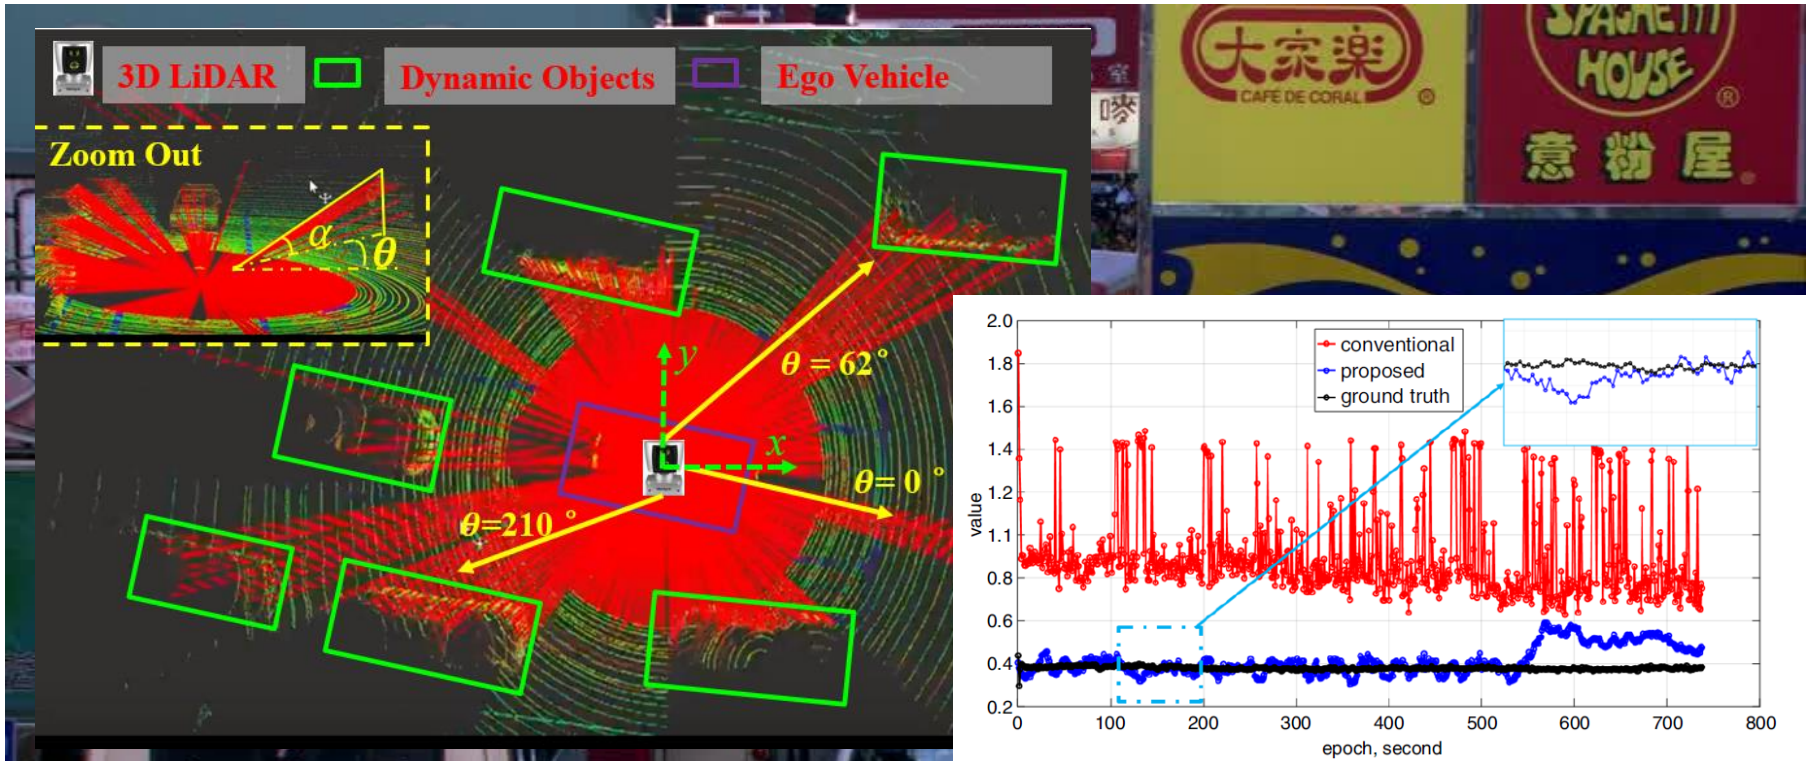 3D LiDAR
Dynamic Objects
Ego Vehicle
Zoom Out
α
θ
θ = 62°
y
x
θ= 0 °
θ=210 °
大家樂
CAFÉ DE CORAL
®
SPAGHETTI
HOUSE
®
意粉屋
2.0
1.8
1.6
1.4
1.2
1.1
0.8
0.6
0.4
0.2
value
conventional
proposed
ground truth
0
100
200
300
400
500
600
700
800
epoch, second